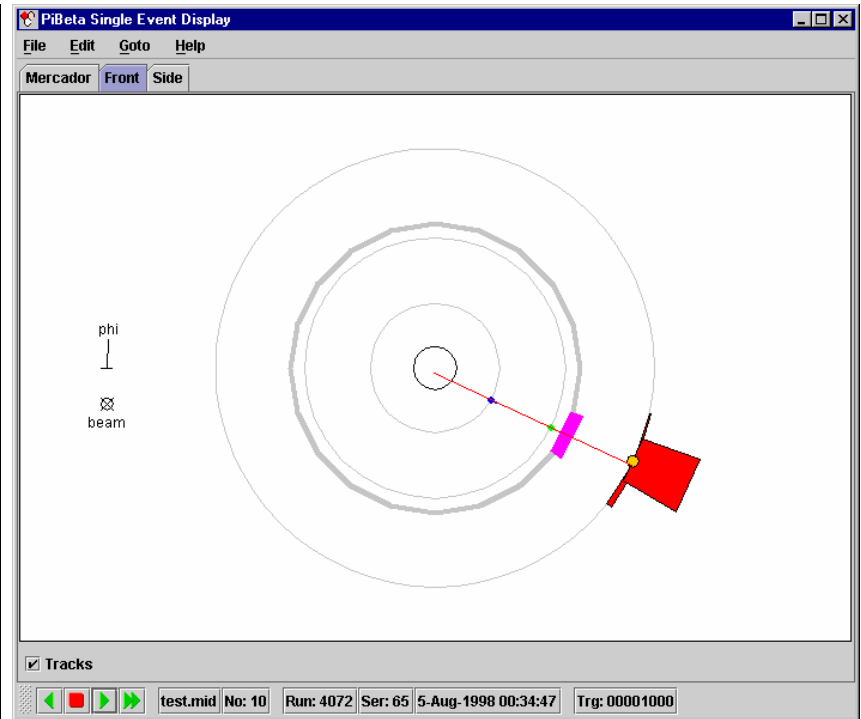 PiBeta Single Event Display
File Edit Goto Help
Mercador Front Side
phi
beam
Tracks
test.mid No: 10 Run: 4072 Ser: 65 5-Aug-1998 00:34:47 Trg: 00001000